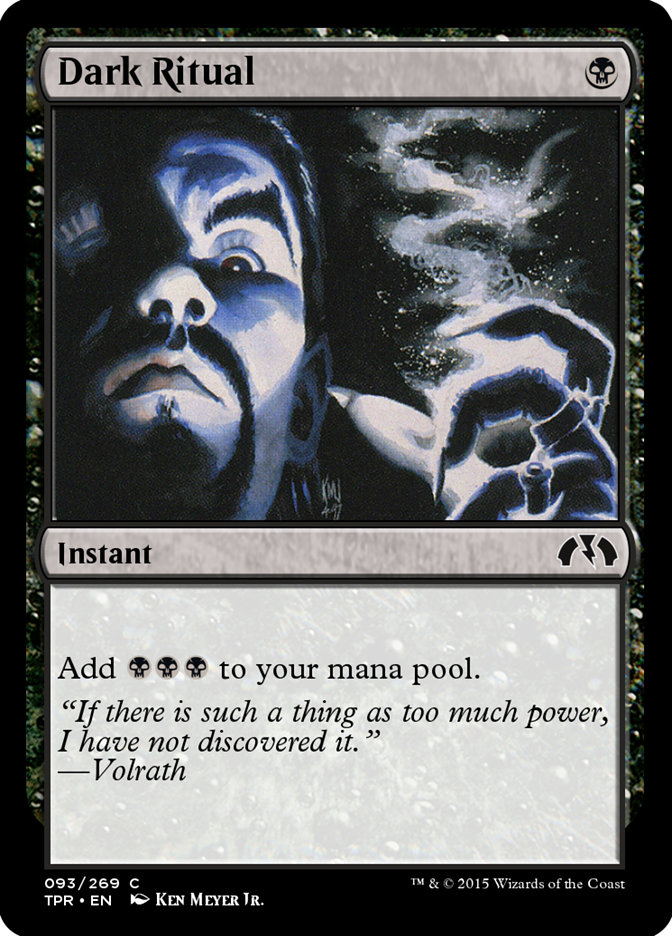 Dark Ritual
Instant
Add to your mana pool.
“If there is such a thing as too much power,
I have not discovered it.”
—Volrath
093/269 C
TPR • EN Ken Meyer Jr.
™ & © 2015 Wizards of the Coast